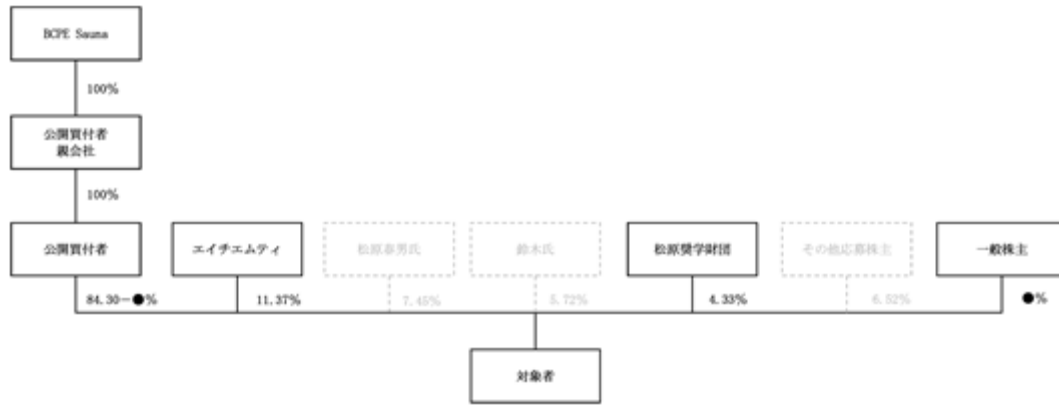 BCPE Sauna
100%
公開買付者
親会社
100%
公開買付者
エイチエムティ
松原泰男氏
鈴木氏
松原奨学財団
その他応募株主
一般株主
84.30－●%
11.37%
7.45%
5.72%
4.33%
6.52%
●%
対象者